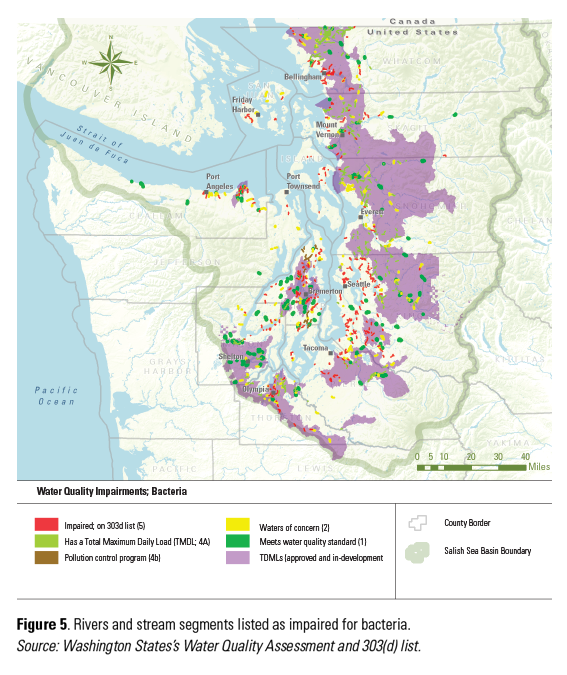 Canada
United States
WHATCOM
Bellingham
VANCOUVER ISLAND
Friday
Harbor
Mount
Vernon
Strait of
Juan de Fuca
ISLAND
Port
Angeles
Port
Townsend
CLALLAM
Everett
JEFFERSON
Seattle
Bremerton
Tacoma
Shelton
GRAYS
HARBOR
KITTITAS
Pacific
Ocean
Olympia
THURSTON
YAKIMA
PACIFIC
LEWIS
0 5 10 20 30 40
Miles
Water Quality Impairments; Bacteria
Impaired; on 303d list (5)
Has a Total Maximum Daily Load (TMDL; 4A)
Pollution control program (4b)
Waters of concern (2)
Meets water quality standard (1)
TDMLs (approved and in-development
County Border
Salish Sea Basin Boundary
Figure 5. Rivers and stream segments listed as impaired for bacteria.
Source: Washington States's Water Quality Assessment and 303(d) list.